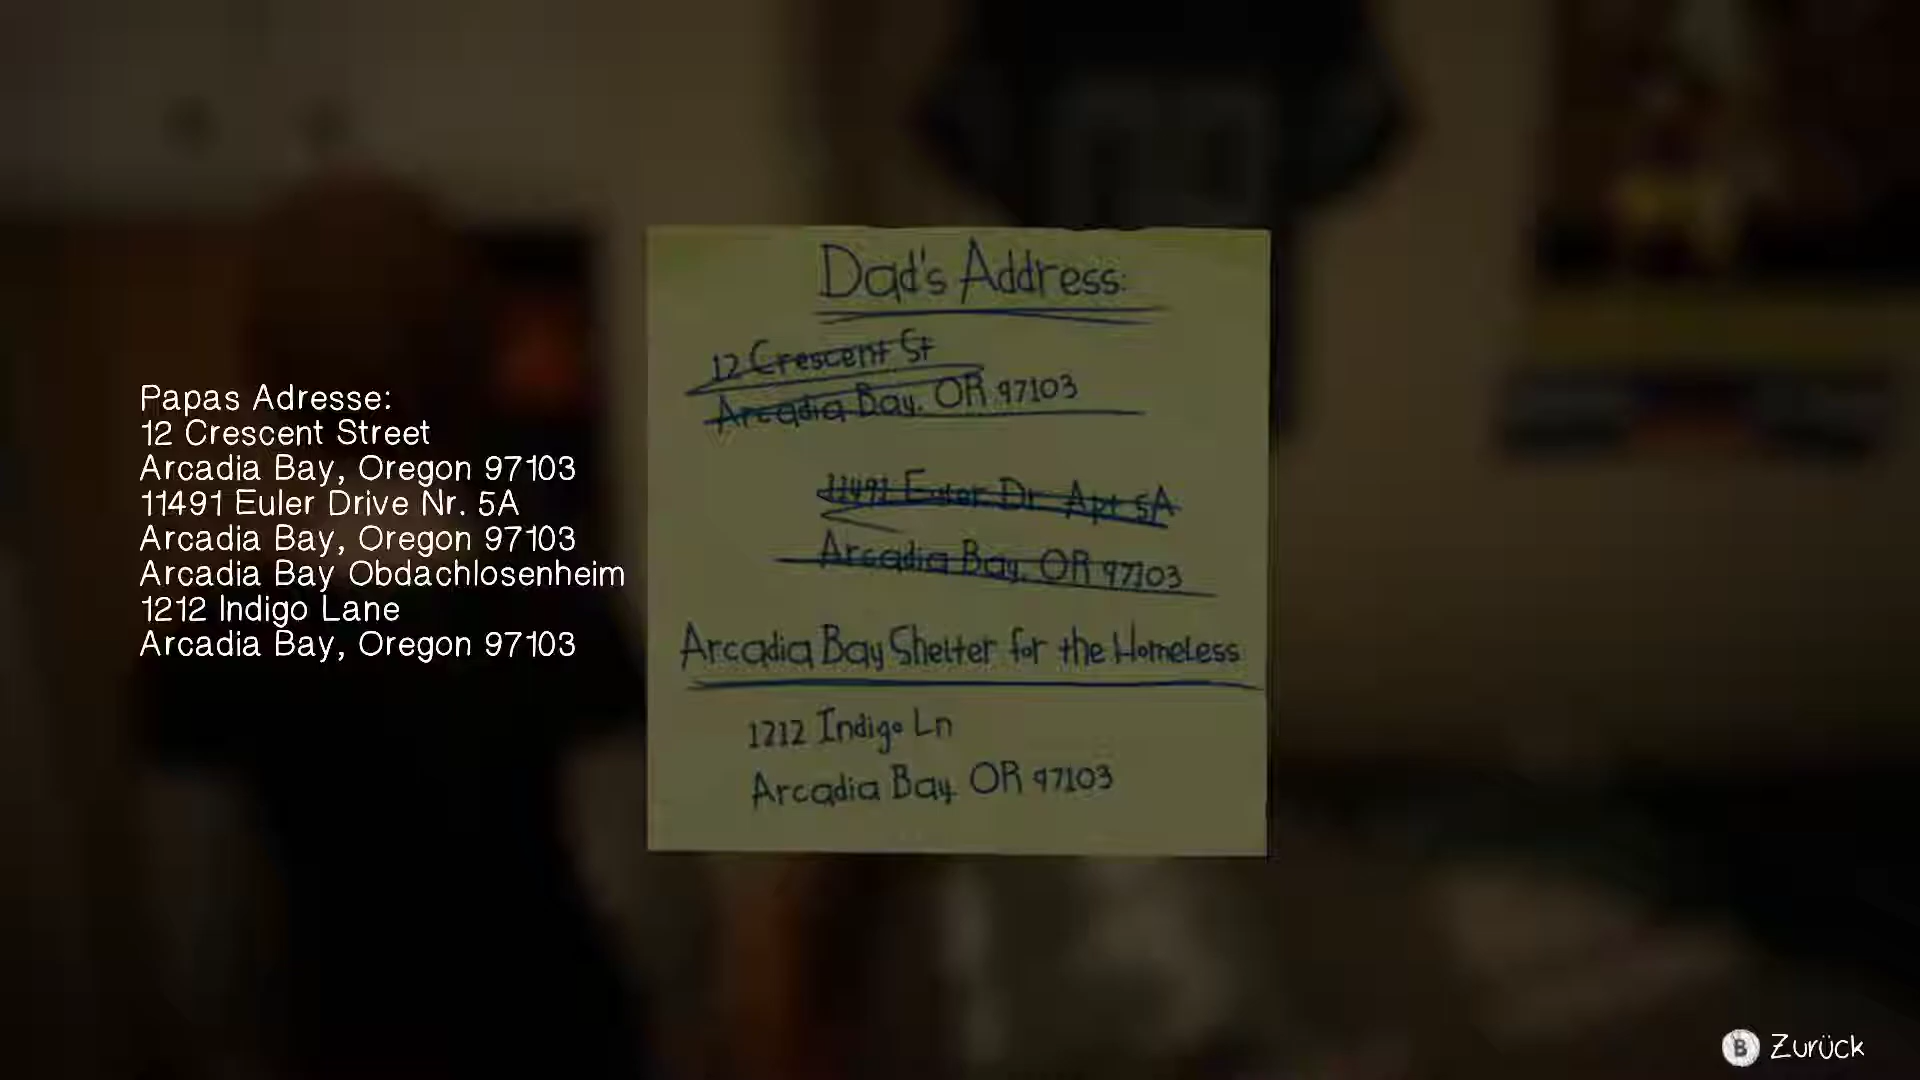 Papas Adresse:
12 Crescent Street
Arcadia Bay, Oregon 97103
11491 Euler Drive Nr. 5A
Arcadia Bay, Oregon 97103
Arcadia Bay Obdachlosenheim
1212 Indigo Lane
Arcadia Bay, Oregon 97103
Dad's Address:
12 Crescent St
Arcadia Bay, OR 97103
11491 Euler Dr Apt 5A
Arcadia Bay, OR 97103
Arcadia Bay Shelter for the Homeless
1212 Indigo Ln
Arcadia Bay, OR 97103
B Zurück